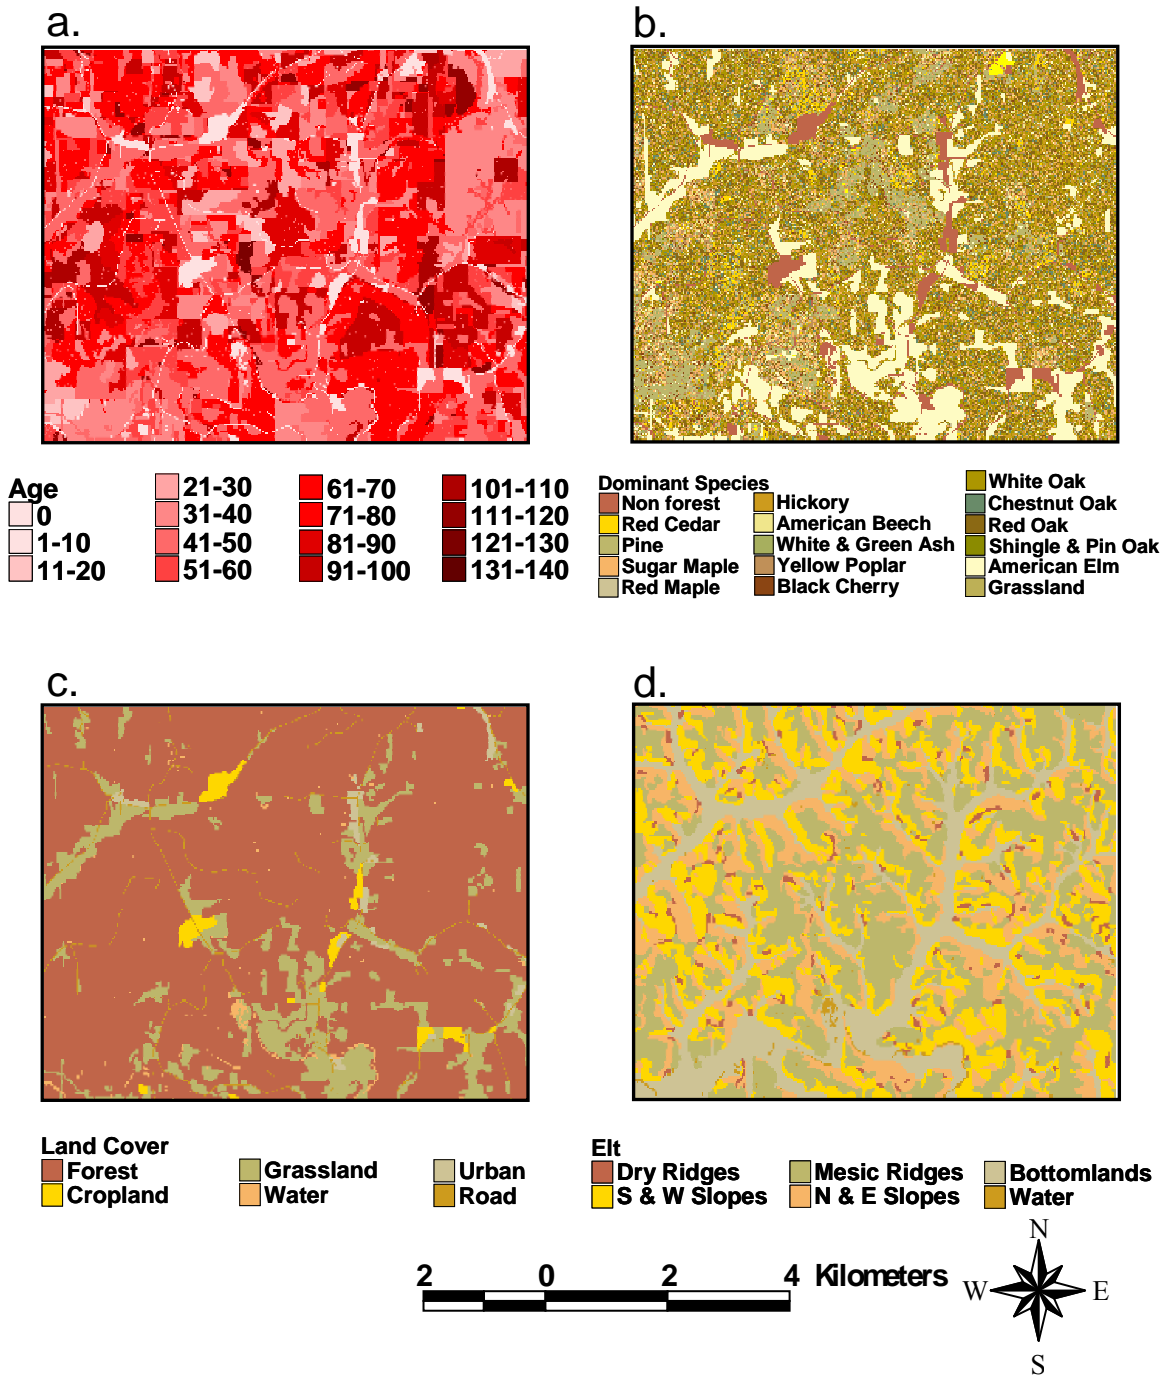 a.
b.
Age
0
1-10
11-20
21-30
31-40
41-50
51-60
61-70
71-80
81-90
91-100
101-110
111-120
121-130
131-140
Dominant Species
Non forest
Red Cedar
Pine
Sugar Maple
Red Maple
Hickory
American Beech
White & Green Ash
Yellow Poplar
Black Cherry
White Oak
Chestnut Oak
Red Oak
Shingle & Pin Oak
American Elm
Grassland
c.
d.
Land Cover
Forest
Cropland
Grassland
Water
Urban
Road
Elt
Dry Ridges
S & W Slopes
Mesic Ridges
N & E Slopes
Bottomlands
Water
2 0 2 4 Kilometers
N
W E
S